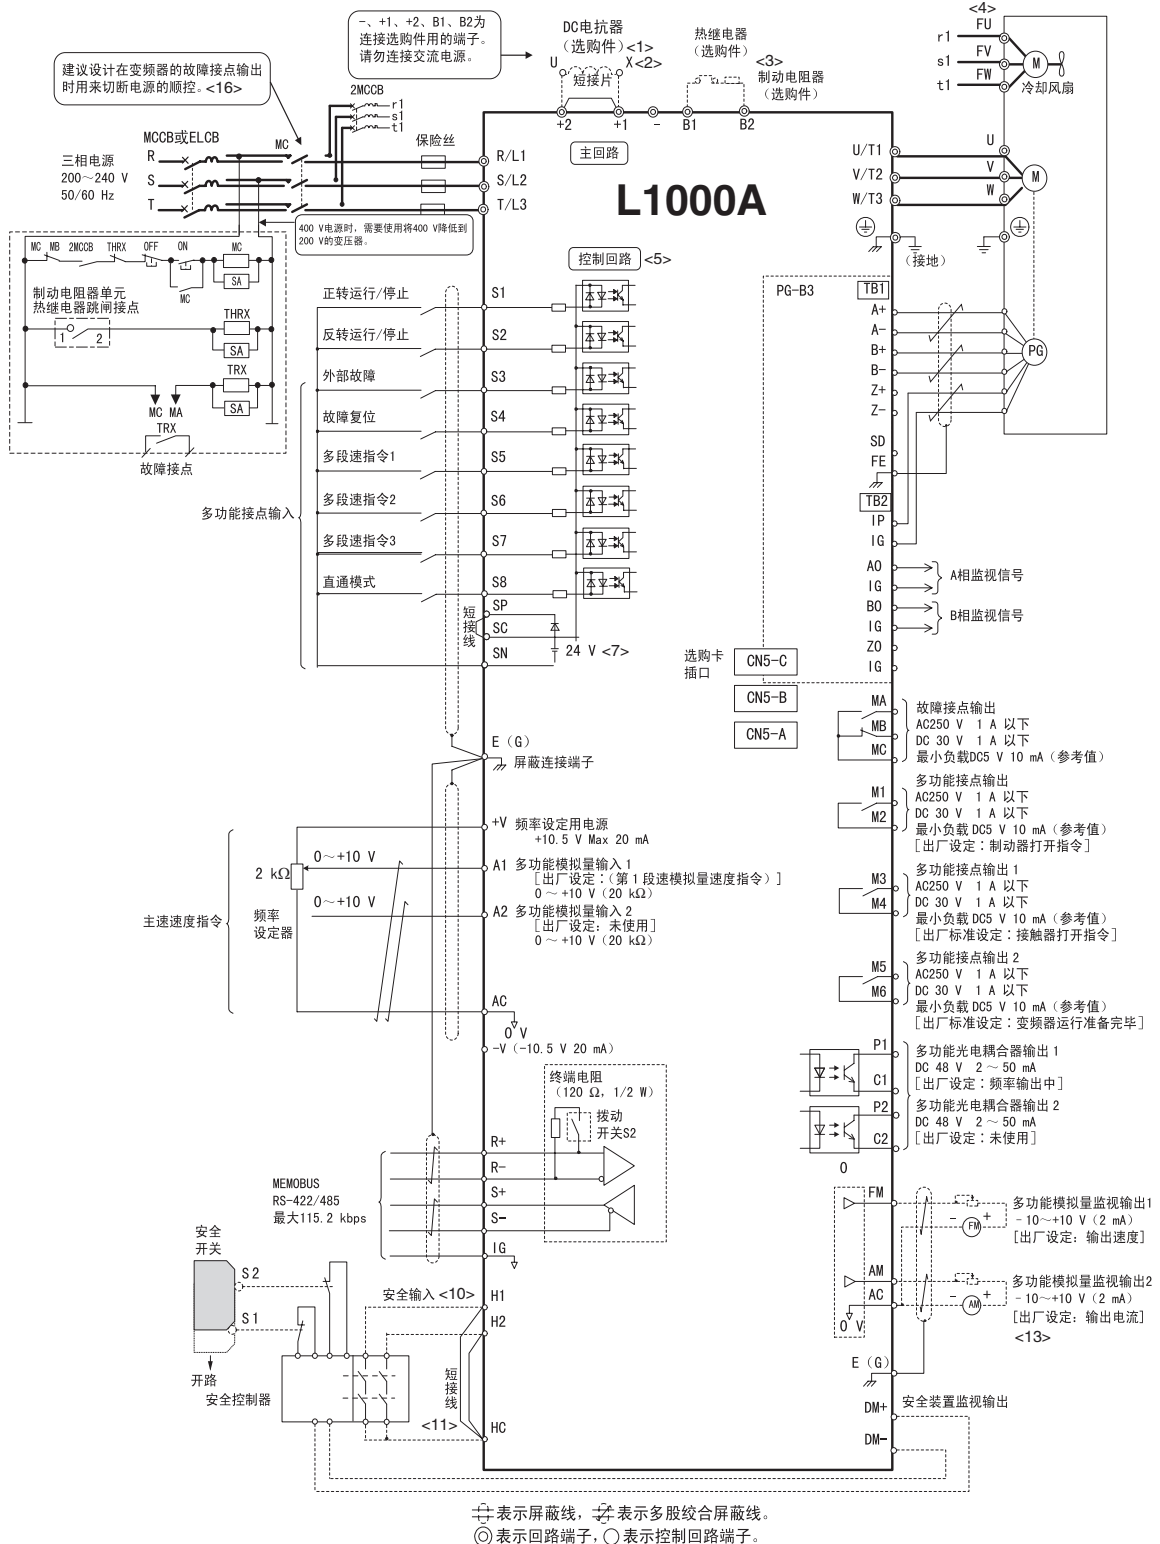 <4>
-、+1、+2、B1、B2为
连接选购件用的端子。
请勿连接交流电源。
DC电抗器
（选购件）<1>
U X <2>
短接片
热继电器
（选购件）
<3>
制动电阻器
（选购件）
r1 FU
s1 FV
t1 FW
M
冷却风扇
建议设计在变频器的故障接点输出
时用来切断电源的顺控。<16>
2MCCB
r1
s1
t1
MCCB或ELCB
MC
保险丝
+2 +1 - B1 B2
主回路
L1000A
三相电源
200～240 V
50/60 Hz
R
S
T
R/L1
S/L2
T/L3
U/T1
V/T2
W/T3
U
V
W
M
（接地）
400 V电源时，需要使用将400 V降低到
200 V的变压器。
MC MB 2MCCB THRX OFF ON MC
SA
MC
制动电阻器单元
热继电器跳闸接点
1 2
THRX
SA
TRX
SA
MC MA
TRX
故障接点
控制回路 <5>
正转运行/停止 S1
反转运行/停止 S2
外部故障 S3
故障复位 S4
多段速指令1 S5
多段速指令2 S6
多段速指令3 S7
直通模式 S8
多功能接点输入
短接线
SP
SC
SN
24 V <7>
PG-B3
TB1
A+
A-
B+
B-
Z+
Z-
SD
FE
TB2
IP
IG
PG
AO
IG
A相监视信号
BO
IG
B相监视信号
ZO
IG
选购卡
插口
CN5-C
CN5-B
CN5-A
E（G）
屏蔽连接端子
MA
MB
MC
故障接点输出
AC250 V 1 A 以下
DC 30 V 1 A 以下
最小负载DC5 V 10 mA（参考值）
M1
M2
多功能接点输出
AC250 V 1 A 以下
DC 30 V 1 A 以下
最小负载 DC5 V 10 mA（参考值）
［出厂设定：制动器打开指令］
M3
M4
多功能接点输出 1
AC250 V 1 A 以下
DC 30 V 1 A 以下
最小负载 DC5 V 10 mA（参考值）
［出厂标准设定：接触器打开指令］
M5
M6
多功能接点输出 2
AC250 V 1 A 以下
DC 30 V 1 A 以下
最小负载 DC5 V 10 mA（参考值）
［出厂标准设定：变频器运行准备完毕］
P1
C1
多功能光电耦合器输出 1
DC 48 V 2 ～ 50 mA
［出厂设定：频率输出中］
P2
C2
多功能光电耦合器输出 2
DC 48 V 2 ～ 50 mA
［出厂设定：未使用］
0
主速速度指令
2 kΩ
频率
设定器
0～+10 V
0～+10 V
+V 频率设定用电源
+10.5 V Max 20 mA
A1 多功能模拟量输入 1
［出厂设定：（第 1 段速模拟量速度指令）］
0 ～ +10 V（20 kΩ）
A2 多功能模拟量输入 2
［出厂设定：未使用］
0 ～ +10 V（20 kΩ）
AC
0 V
-V（-10.5 V 20 mA）
终端电阻
（120 Ω, 1/2 W）
拨动
开关S2
MEMOBUS
RS-422/485
最大115.2 kbps
R+
R-
S+
S-
IG
FM
FM
- +
多功能模拟量监视输出1
-10～+10 V（2 mA）
［出厂设定：输出速度］
AM
AC
0 V
AM
- +
多功能模拟量监视输出2
-10～+10 V（2 mA）
［出厂设定：输出电流］
<13>
E（G）
安全
开关
S2
S1
开路
安全控制器
安全输入 <10>
H1
H2
短接线
<11>
HC
安全装置监视输出
DM+
DM-
表示屏蔽线， 表示多股绞合屏蔽线。
表示回路端子， 表示控制回路端子。